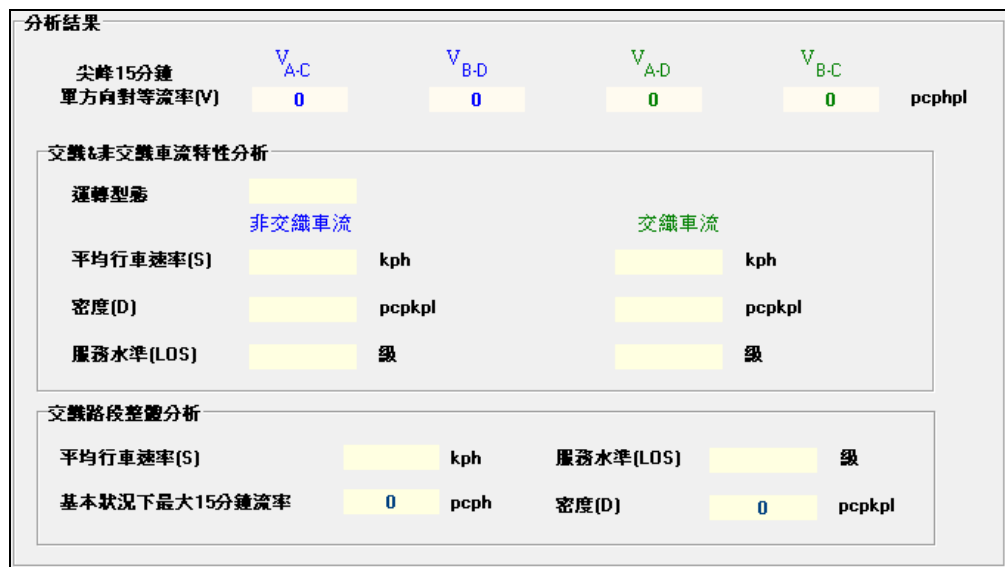 分析結果
尖峰15分鐘 V A-C V B-D V A-D V B-C
單方向對等流率(V) 0 0 0 0 pcphpl
交織&非交織車流特性分析
運轉型態
非交織車流 交織車流
平均行車速率(S) kph kph
密度(D) pcpkpl pcpkpl
服務水準(LOS) 級 級
交織路段整體分析
平均行車速率(S) kph 服務水準(LOS) 級
基本狀況下最大15分鐘流率 0 pcph 密度(D) 0 pcpkpl